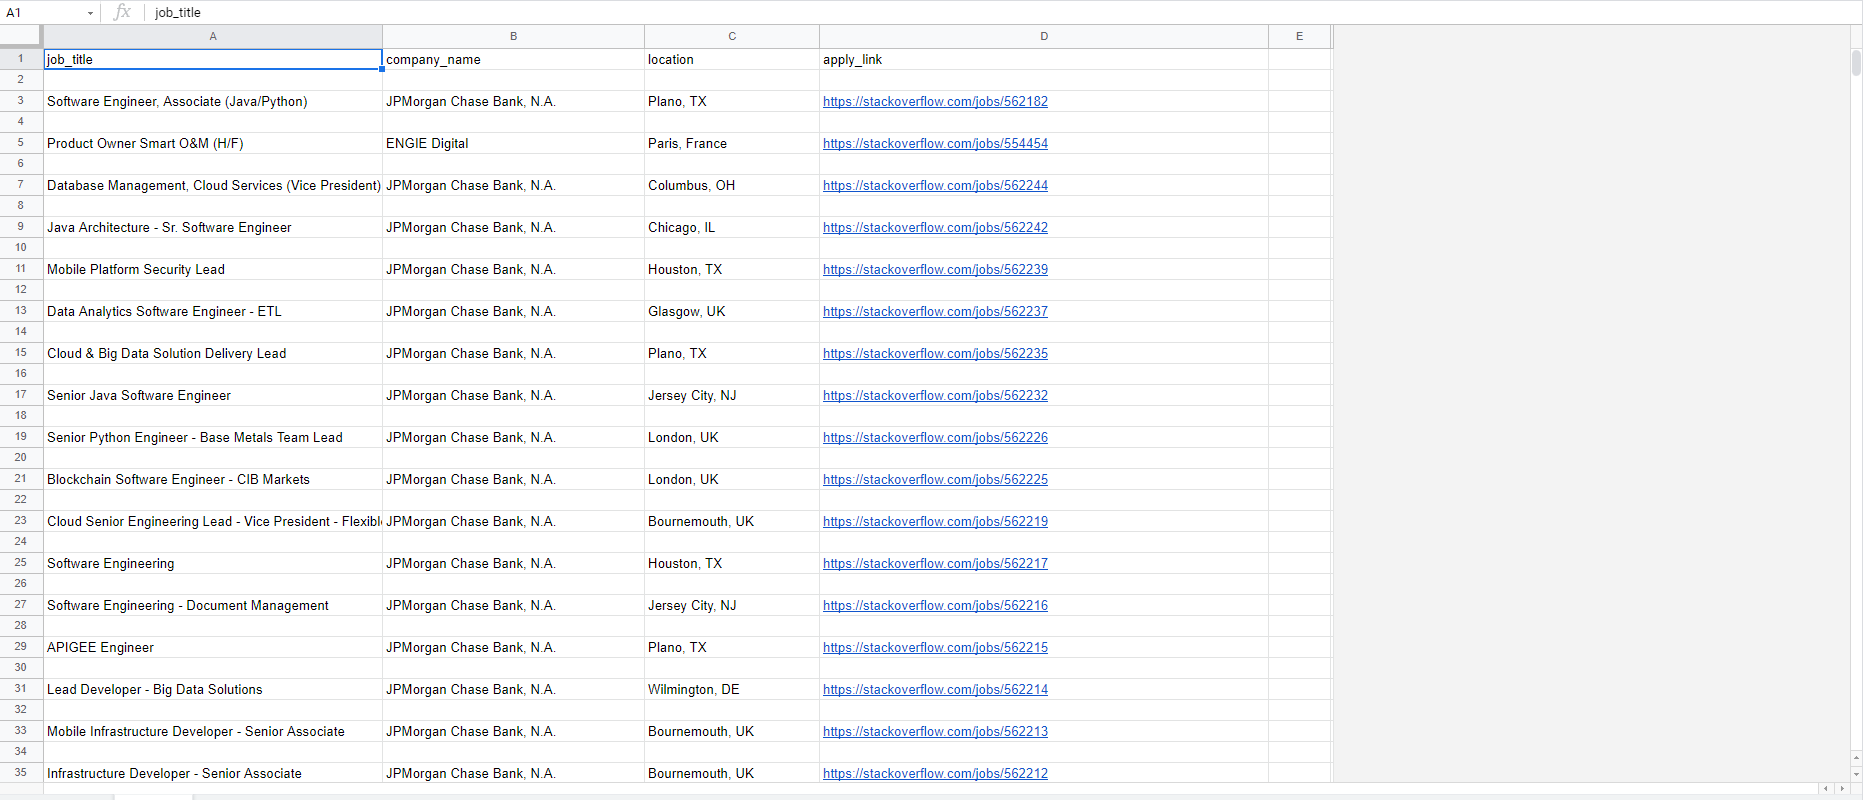 A1 fx job_title
A B C D E
1 job_title company_name location apply_link
2
3 Software Engineer, Associate (Java/Python) JPMorgan Chase Bank, N.A. Plano, TX https://stackoverflow.com/jobs/562182
4
5 Product Owner Smart O&M (H/F) ENGIE Digital Paris, France https://stackoverflow.com/jobs/554454
6
7 Database Management, Cloud Services (Vice President) JPMorgan Chase Bank, N.A. Columbus, OH https://stackoverflow.com/jobs/562244
8
9 Java Architecture - Sr. Software Engineer JPMorgan Chase Bank, N.A. Chicago, IL https://stackoverflow.com/jobs/562242
10
11 Mobile Platform Security Lead JPMorgan Chase Bank, N.A. Houston, TX https://stackoverflow.com/jobs/562239
12
13 Data Analytics Software Engineer - ETL JPMorgan Chase Bank, N.A. Glasgow, UK https://stackoverflow.com/jobs/562237
14
15 Cloud & Big Data Solution Delivery Lead JPMorgan Chase Bank, N.A. Plano, TX https://stackoverflow.com/jobs/562235
16
17 Senior Java Software Engineer JPMorgan Chase Bank, N.A. Jersey City, NJ https://stackoverflow.com/jobs/562232
18
19 Senior Python Engineer - Base Metals Team Lead JPMorgan Chase Bank, N.A. London, UK https://stackoverflow.com/jobs/562226
20
21 Blockchain Software Engineer - CIB Markets JPMorgan Chase Bank, N.A. London, UK https://stackoverflow.com/jobs/562225
22
23 Cloud Senior Engineering Lead - Vice President - Flexibl JPMorgan Chase Bank, N.A. Bournemouth, UK https://stackoverflow.com/jobs/562219
24
25 Software Engineering JPMorgan Chase Bank, N.A. Houston, TX https://stackoverflow.com/jobs/562217
26
27 Software Engineering - Document Management JPMorgan Chase Bank, N.A. Jersey City, NJ https://stackoverflow.com/jobs/562216
28
29 APIGEE Engineer JPMorgan Chase Bank, N.A. Plano, TX https://stackoverflow.com/jobs/562215
30
31 Lead Developer - Big Data Solutions JPMorgan Chase Bank, N.A. Wilmington, DE https://stackoverflow.com/jobs/562214
32
33 Mobile Infrastructure Developer - Senior Associate JPMorgan Chase Bank, N.A. Bournemouth, UK https://stackoverflow.com/jobs/562213
34
35 Infrastructure Developer - Senior Associate JPMorgan Chase Bank, N.A. Bournemouth, UK https://stackoverflow.com/jobs/562212